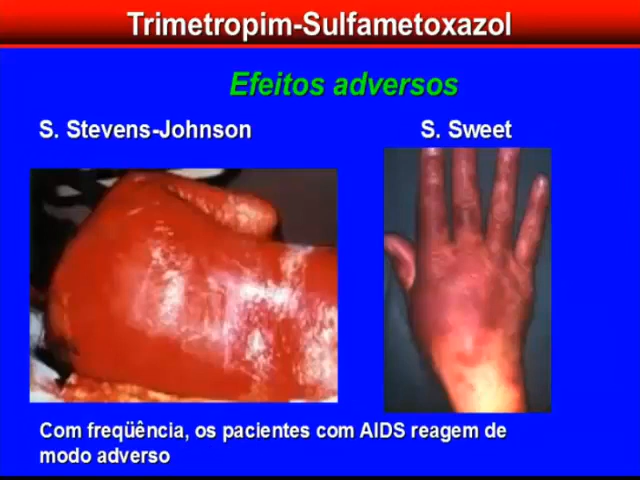 Trimetropim-Sulfametoxazol
Efeitos adversos
S. Stevens-Johnson
S. Sweet
Com freqüência, os pacientes com AIDS reagem de
modo adverso